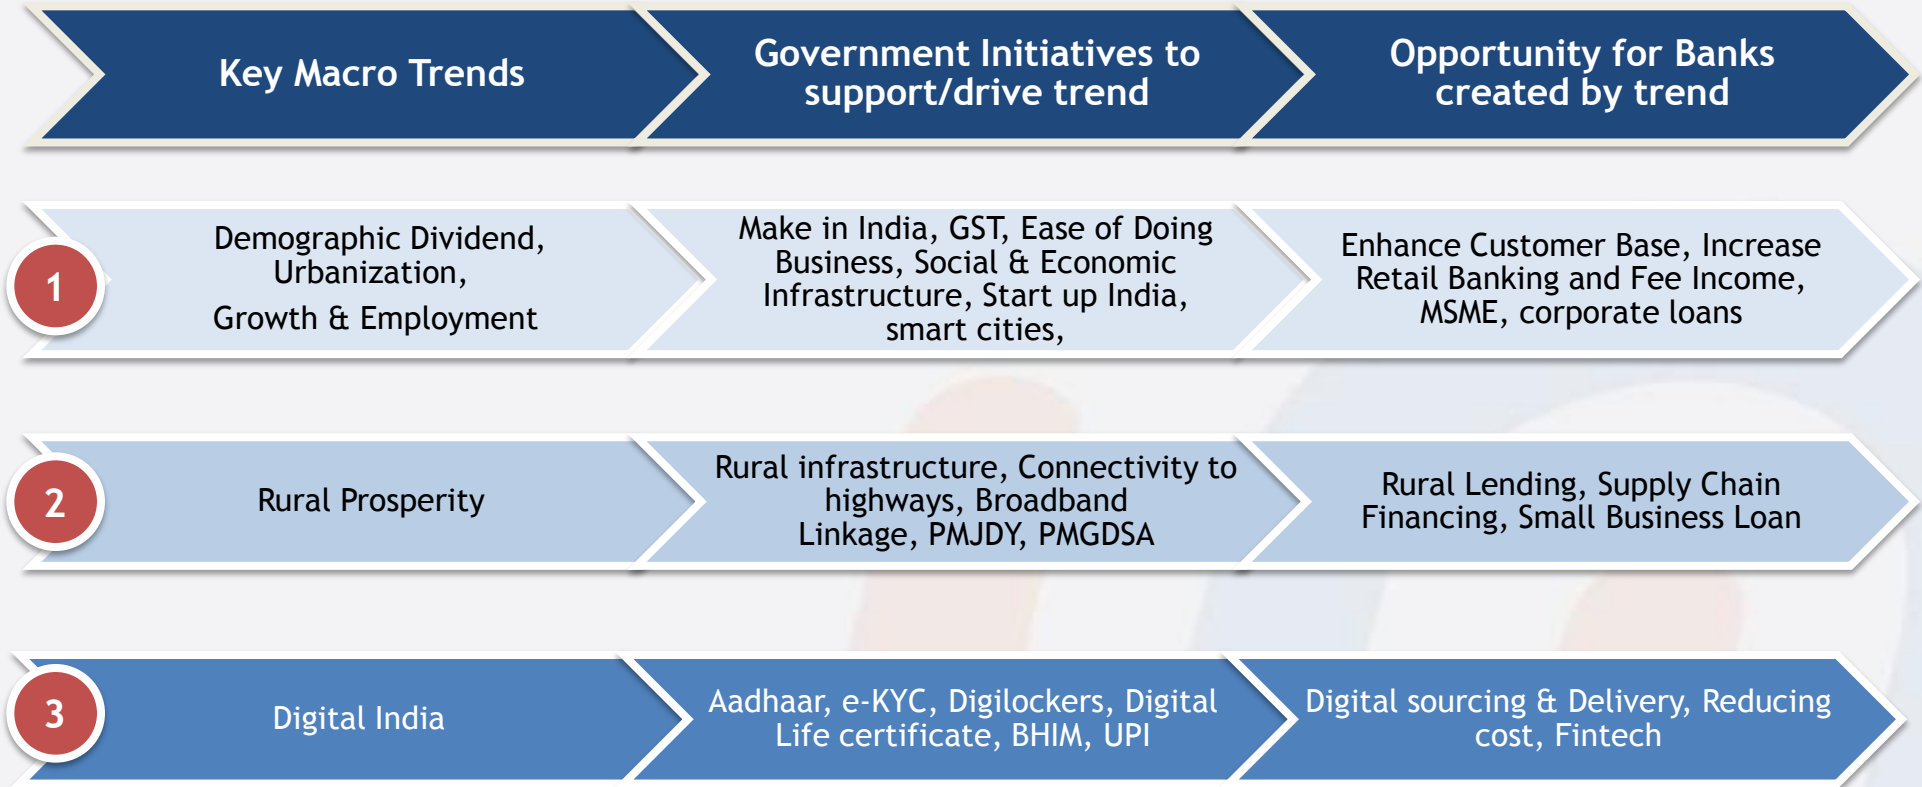 Key Macro Trends
Government Initiatives to
support/drive trend
Opportunity for Banks
created by trend
1
Demographic Dividend,
Urbanization,
Growth & Employment
Make in India, GST, Ease of Doing
Business, Social & Economic
Infrastructure, Start up India,
smart cities,
Enhance Customer Base, Increase
Retail Banking and Fee Income,
MSME, corporate loans
2
Rural Prosperity
Rural infrastructure, Connectivity to
highways, Broadband
Linkage, PMJDY, PMGDSA
Rural Lending, Supply Chain
Financing, Small Business Loan
3
Digital India
Aadhaar, e-KYC, Digilockers, Digital
Life certificate, BHIM, UPI
Digital sourcing & Delivery, Reducing
cost, Fintech